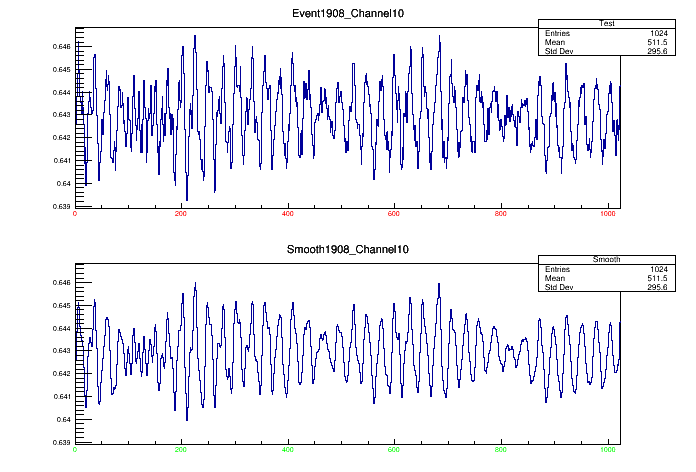 Event1908_Channel10
Test
Entries 1024
Mean 511.5
Std Dev 295.6
0.646
0.645
0.644
0.643
0.642
0.641
0.64
0.639
0 200 400 600 800 1000
Smooth1908_Channel10
Smooth
Entries 1024
Mean 511.5
Std Dev 295.6
0.646
0.645
0.644
0.643
0.642
0.641
0.64
0.639
0 200 400 600 800 1000